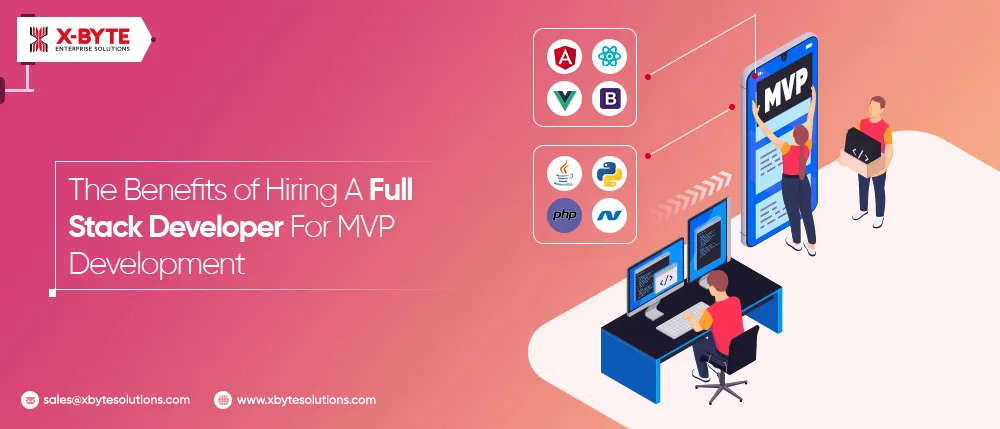 X-BYTE
ENTERPRISE SOLUTIONS
The Benefits of Hiring A Full
Stack Developer For MVP
Development
sales@xbytesolutions.com
www.xbytesolutions.com
A
B
php
MVP
</>
</>